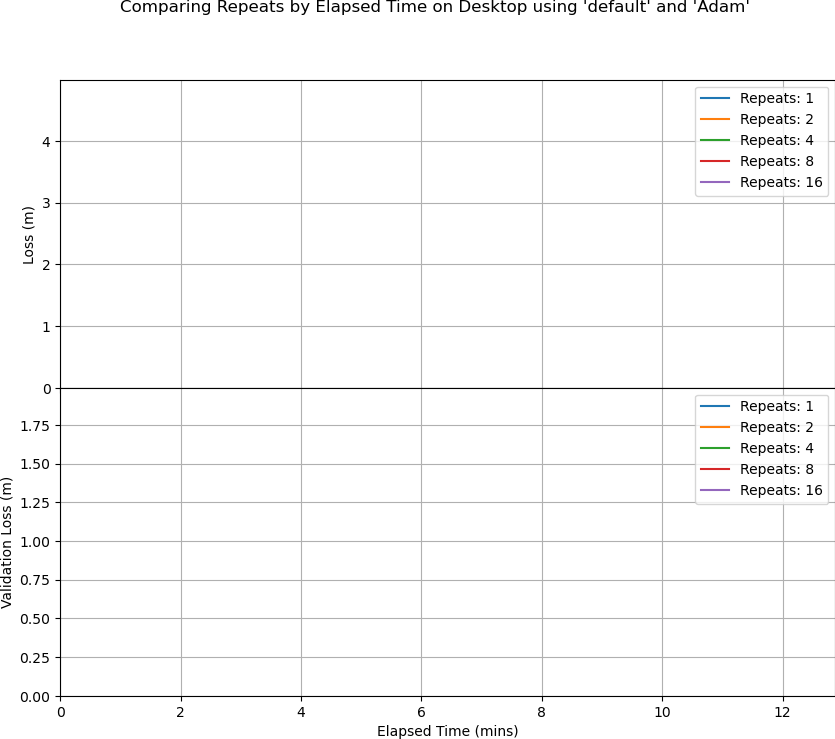 Comparing Repeats by Elapsed Time on Desktop using 'default' and 'Adam'
Loss (m)
4
3
2
1
0
Repeats: 1
Repeats: 2
Repeats: 4
Repeats: 8
Repeats: 16
Validation Loss (m)
1.75
1.50
1.25
1.00
0.75
0.50
0.25
0.00
Repeats: 1
Repeats: 2
Repeats: 4
Repeats: 8
Repeats: 16
0 2 4 6 8 10 12
Elapsed Time (mins)